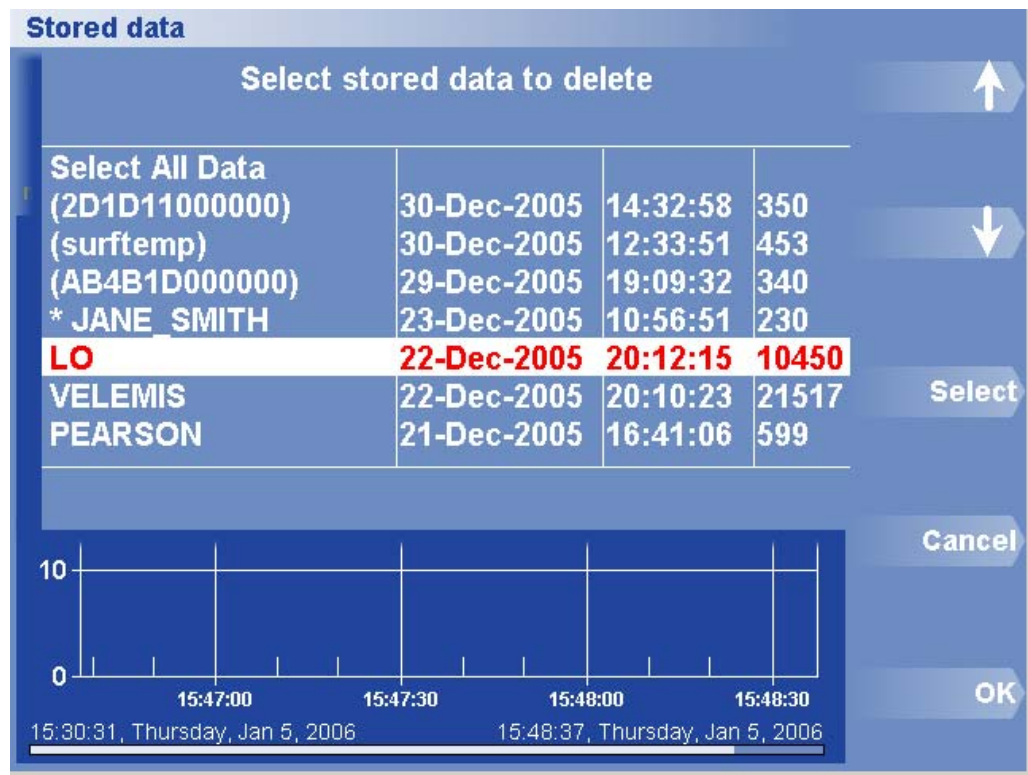 Stored data
Select stored data to delete
Select All Data
(2D1D11000000) 30-Dec-2005 14:32:58 350
(surftemp) 30-Dec-2005 12:33:51 453
(AB4B1D000000) 29-Dec-2005 19:09:32 340
* JANE_SMITH 23-Dec-2005 10:56:51 230
LO 22-Dec-2005 20:12:15 10450
VELEMIS 22-Dec-2005 20:10:23 21517
PEARSON 21-Dec-2005 16:41:06 599
Select
Cancel
OK
10
0
15:47:00 15:47:30 15:48:00 15:48:30
15:30:31, Thursday, Jan 5, 2006 15:48:37, Thursday, Jan 5, 2006